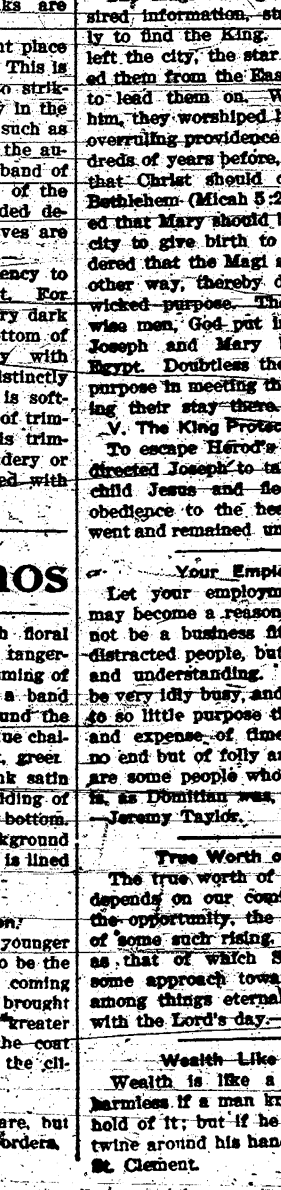 ks are
nt place
This is
to strik-
y in the
such as
the au-
band of
of the
ded de-
ves are
ency to
t. For
ry dark
ttom of
y with
istinctly
is soft-
of trim-
is trim-
dery or
ed with
nos
h floral
tanger-
ming of
a band
und the
ue chal-
, green
nk satin
iding of
bottom.
kground
is lined
on.
younger
o be the
coming
brought
greater
he coat
the cli-
are, but
orders,
sired information, st
ly to find the King.
left the city, the star
ed them from the Eas
to lead them on. W
him, they worshiped h
overruling providence
dreds of years before,
that Christ should
Bethlehem (Micah 5:2
ed that Mary should b
city to give birth to
dered that the Magi
other way, thereby d
wicked purpose. The
wise men, God put i
Joseph and Mary
Egypt. Doubtless the
purpose in meeting th
ing their stay there.
V. The King Protec
To escape Herod's
directed Joseph to ta
child Jesus and fle
obedience to the hea
went and remained un
Your Empl
Let your employm
may become a reason
not be a business fit
distracted people, but
and understanding.
be very idly busy, and
to so little purpose t
and expense of time
no end but of folly a
are some people who
is, as Domitian was,
—Jeremy Taylor.
True Worth o
The true worth of
depends on our com
the opportunity, the
of some such rising,
as that of which S
some approach towa
among things eternal
with the Lord's day.—
Wealth Like
Wealth is like a
harmless if a man kn
hold of it; but if he
twine around his han
St. Clement.